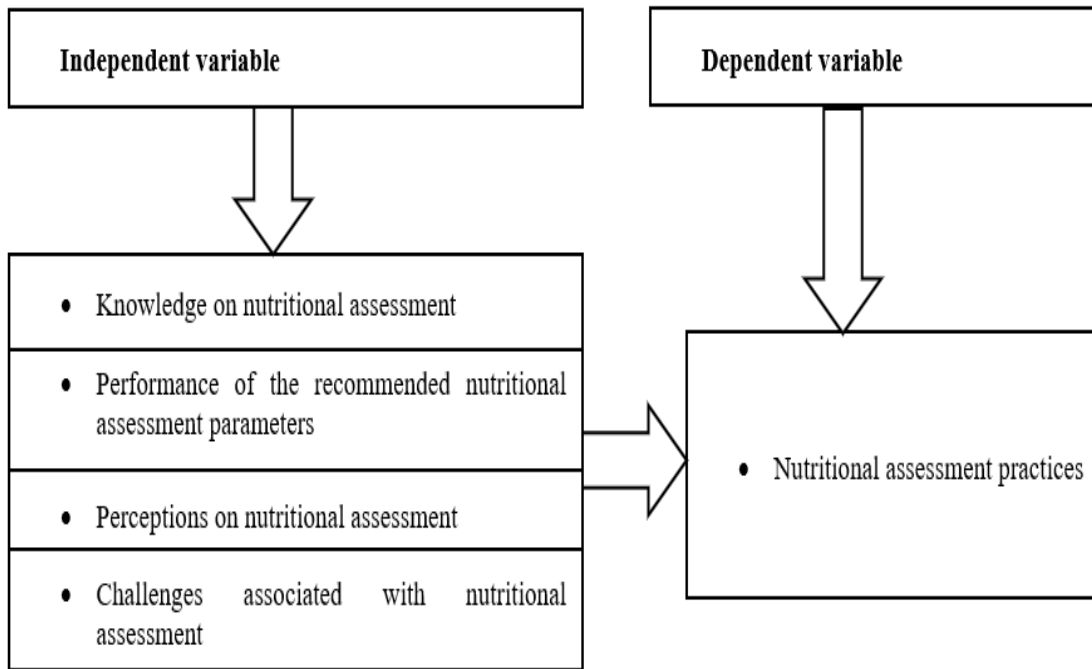 Independent variable
Dependent variable
• Knowledge on nutritional assessment
• Performance of the recommended nutritional
assessment parameters
• Perceptions on nutritional assessment
• Challenges associated with nutritional
assessment
• Nutritional assessment practices